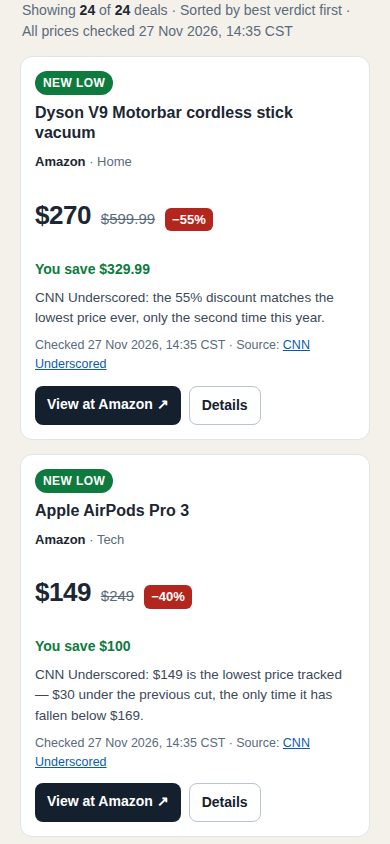 Showing 24 of 24 deals · Sorted by best verdict first ·
All prices checked 27 Nov 2026, 14:35 CST
NEW LOW
Dyson V9 Motorbar cordless stick
vacuum
Amazon · Home
$270 $599.99 −55%
You save $329.99
CNN Underscored: the 55% discount matches the
lowest price ever, only the second time this year.
Checked 27 Nov 2026, 14:35 CST · Source: CNN
Underscored
View at Amazon ↗ Details
NEW LOW
Apple AirPods Pro 3
Amazon · Tech
$149 $249 −40%
You save $100
CNN Underscored: $149 is the lowest price tracked
— $30 under the previous cut, the only time it has
fallen below $169.
Checked 27 Nov 2026, 14:35 CST · Source: CNN
Underscored
View at Amazon ↗ Details